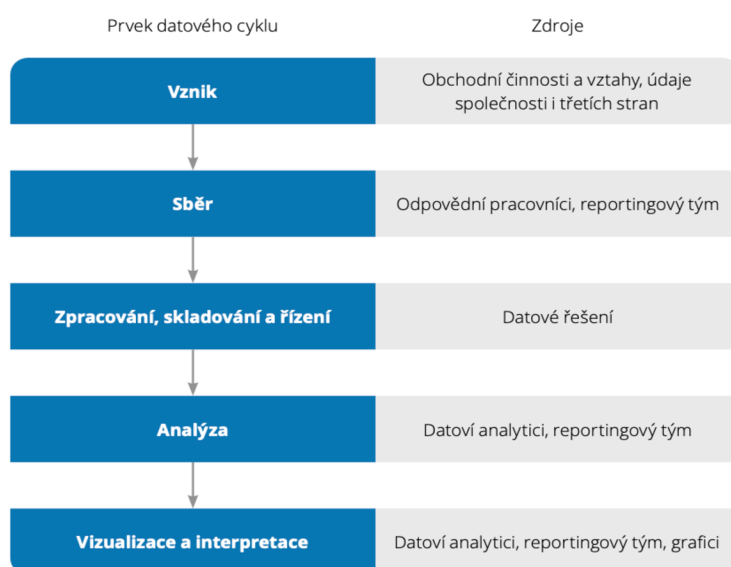 Prvek datového cyklu
Zdroje
Vznik
Obchodní činnosti a vztahy, údaje
společnosti i třetích stran
Sběr
Odpovědní pracovníci, reportingový tým
Zpracování, skladování a řízení
Datové řešení
Analýza
Datoví analytici, reportingový tým
Vizualizace a interpretace
Datoví analytici, reportingový tým, grafici